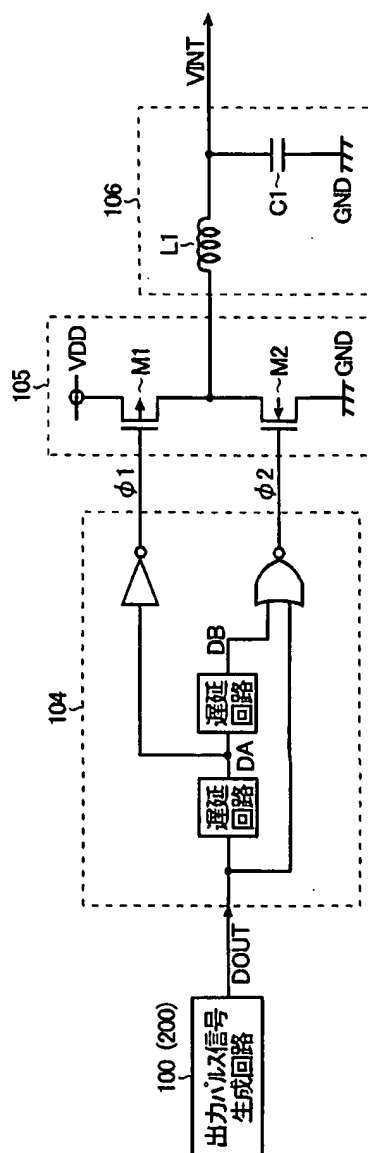 100 (200)
出力パルス信号
生成回路
DOUT
104
遅延
回路
DA
遅延
回路
DB
φ1
φ2
105
VDD
M1
M2
GND
106
L1
C1
GND
VINT